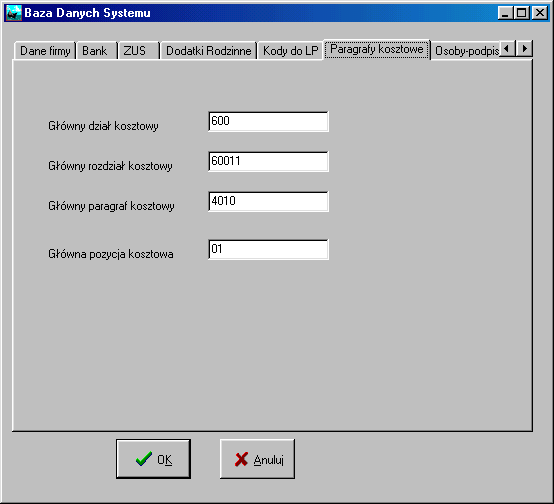 Baza Danych Systemu
Dane firmy Bank ZUS Dodatki Rodzinne Kody do LP Paragrafy kosztowe Osoby-podpis
Główny dział kosztowy 600
Główny rozdział kosztowy 60011
Główny paragraf kosztowy 4010
Główna pozycja kosztowa 01
OK Anuluj